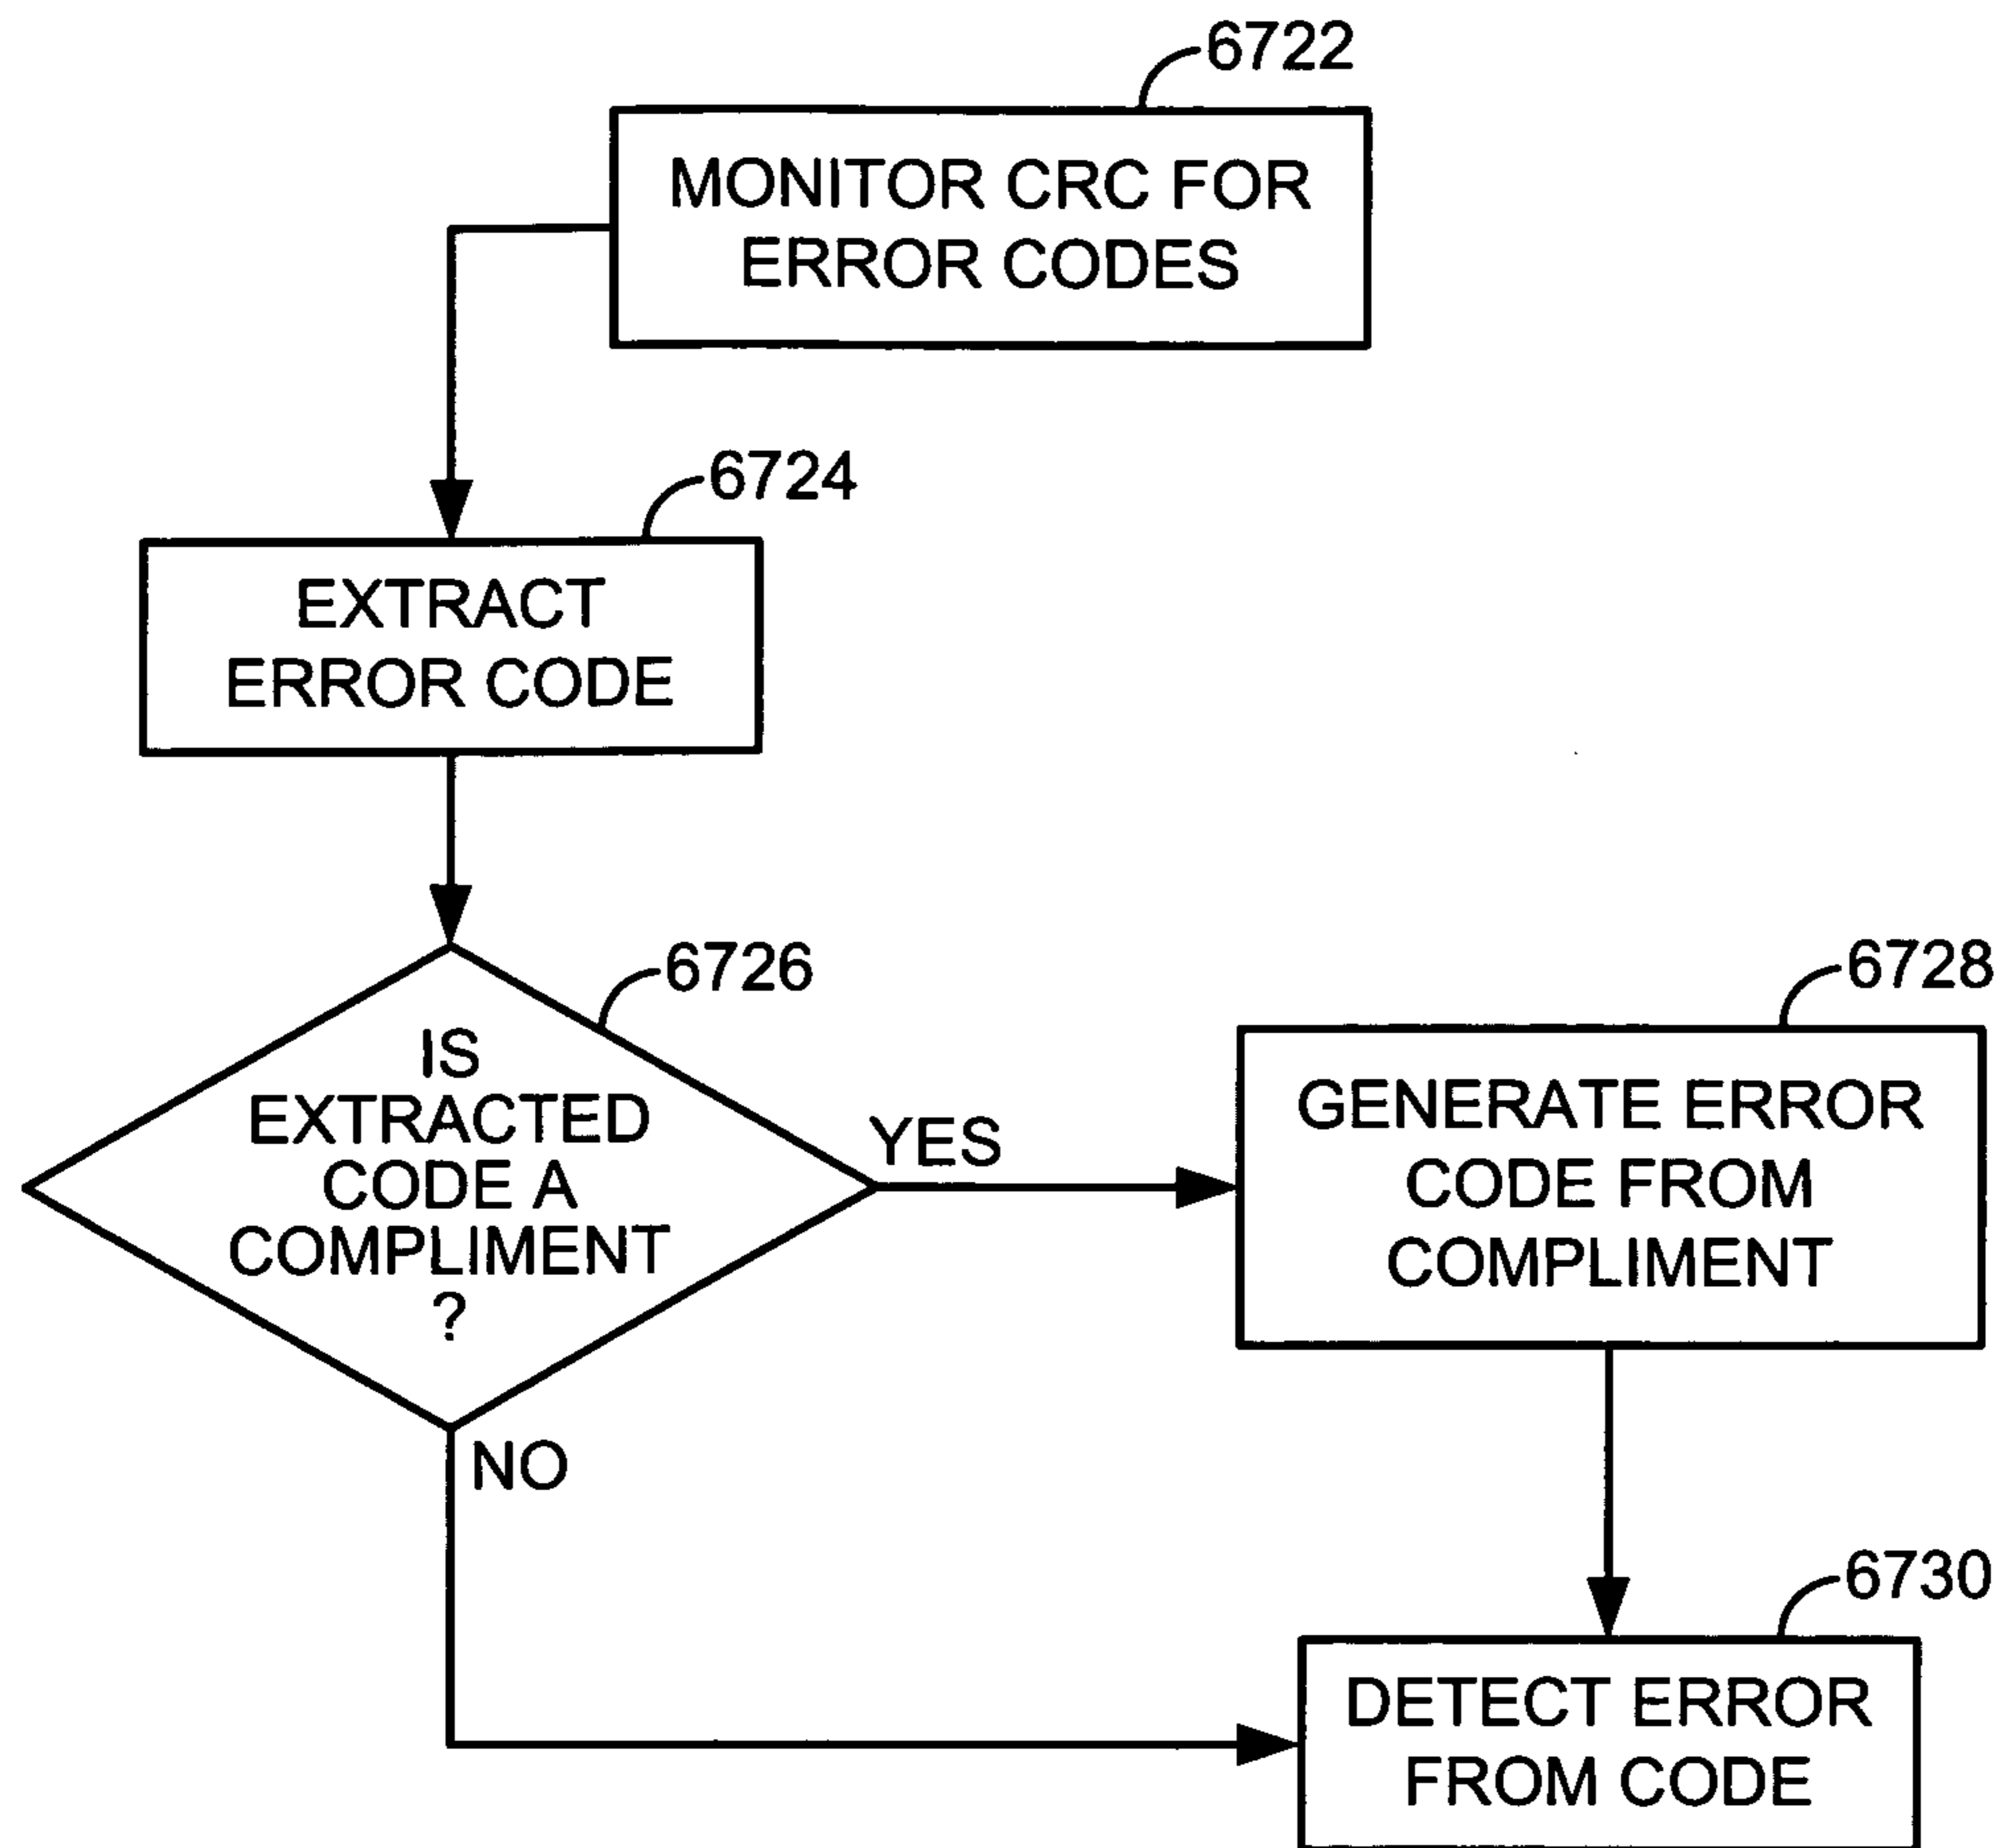 6722
MONITOR CRC FOR
ERROR CODES
6724
EXTRACT
ERROR CODE
6726
IS
EXTRACTED
CODE A
COMPLIMENT
?
YES
NO
6728
GENERATE ERROR
CODE FROM
COMPLIMENT
6730
DETECT ERROR
FROM CODE